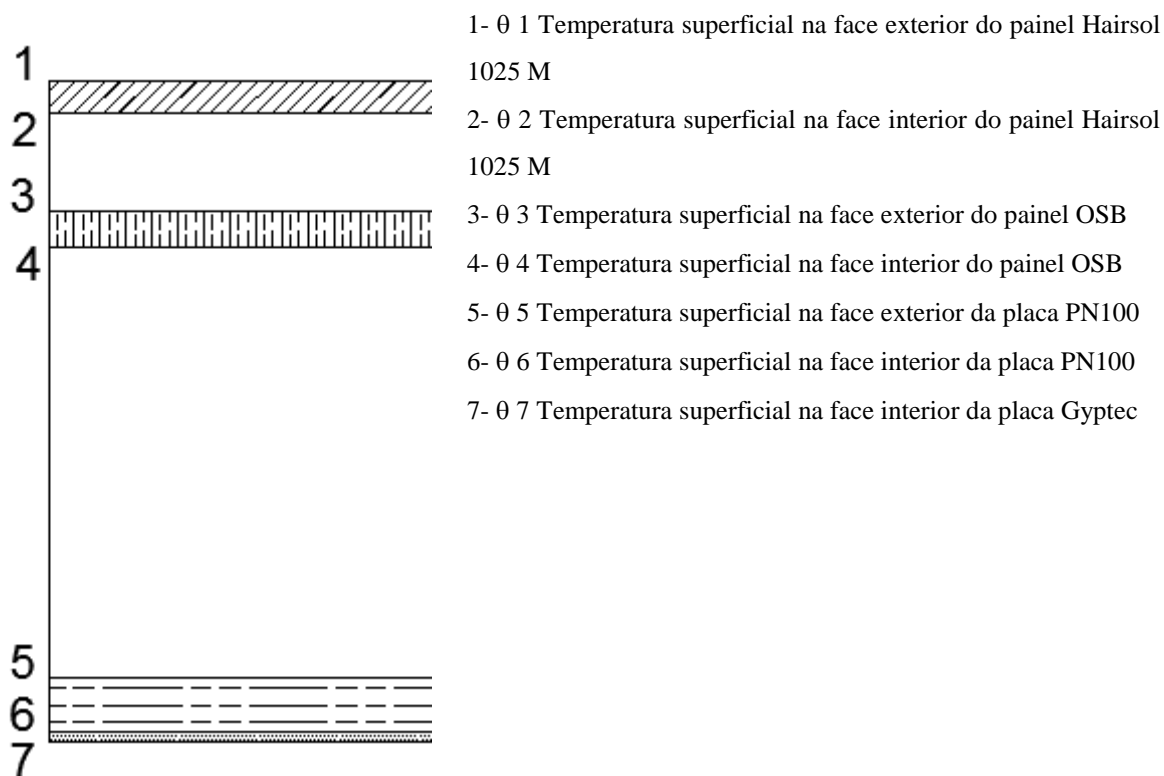 1
2
3
4
5
6
7
1- θ 1 Temperatura superficial na face exterior do painel Hairsol
1025 M
2- θ 2 Temperatura superficial na face interior do painel Hairsol
1025 M
3- θ 3 Temperatura superficial na face exterior do painel OSB
4- θ 4 Temperatura superficial na face interior do painel OSB
5- θ 5 Temperatura superficial na face exterior da placa PN100
6- θ 6 Temperatura superficial na face interior da placa PN100
7- θ 7 Temperatura superficial na face interior da placa Gyptec